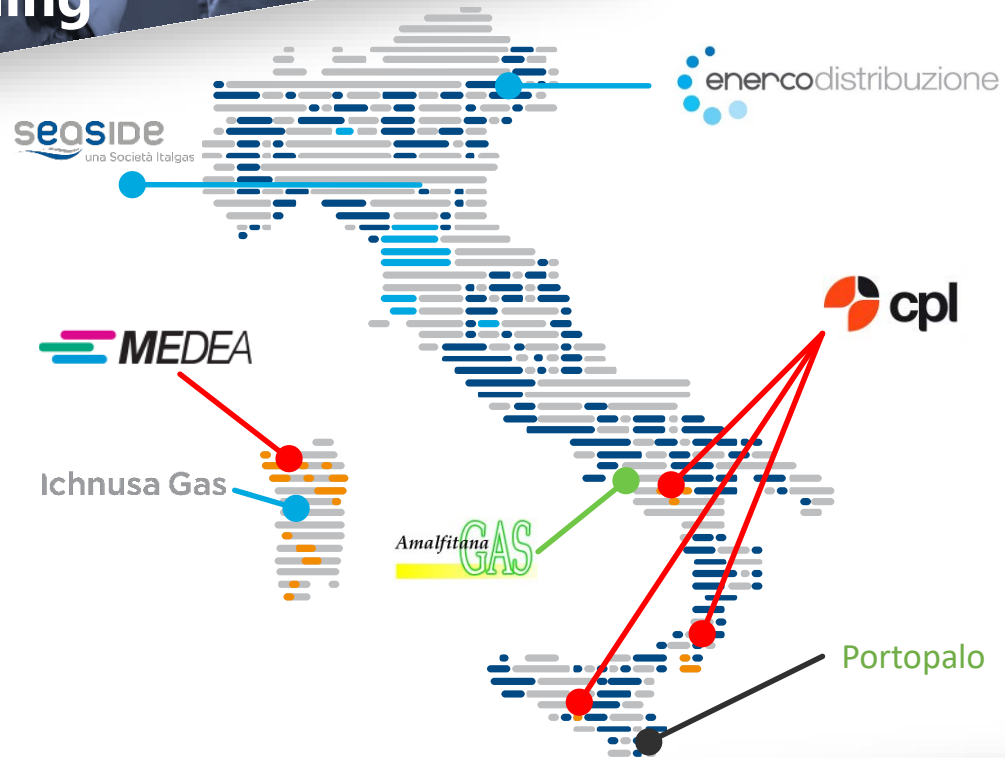 enercodistribuzione
seaside
una Società Italgas
cpl
MEDEA
Ichnusa Gas
Amalfitana GAS
Portopalo